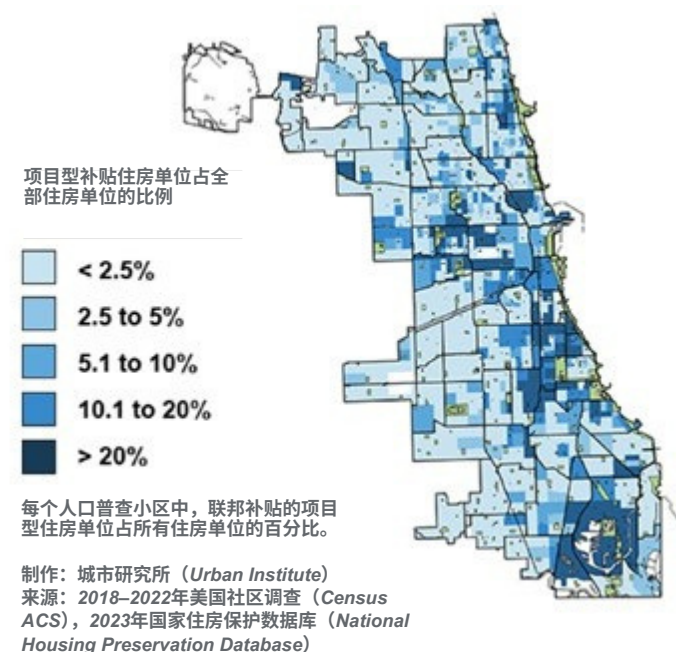 项目型补贴住房单位占全
部住房单位的比例
< 2.5%
2.5 to 5%
5.1 to 10%
10.1 to 20%
> 20%
每个人口普查小区中，联邦补贴的项目
型住房单位占所有住房单位的百分比。
制作：城市研究所（Urban Institute）
来源：2018–2022年美国社区调查（Census
ACS），2023年国家住房保护数据库（National
Housing Preservation Database）